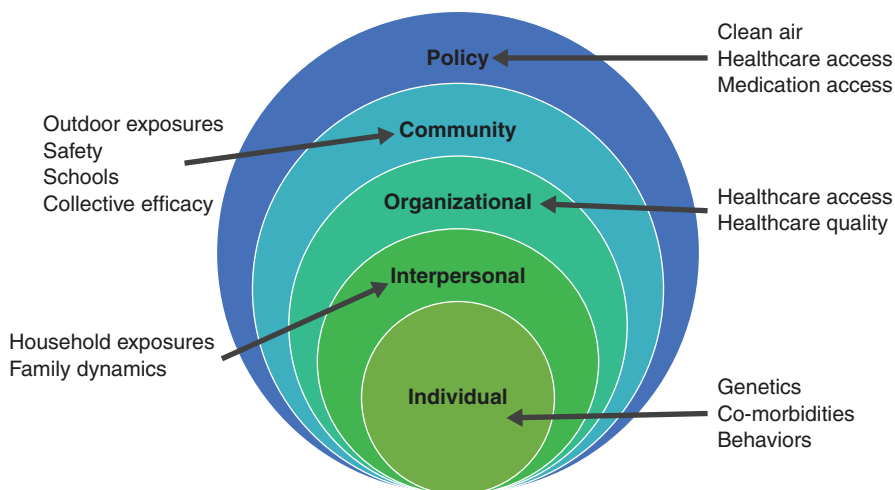 Policy
Clean air
Healthcare access
Medication access
Community
Outdoor exposures
Safety
Schools
Collective efficacy
Organizational
Healthcare access
Healthcare quality
Interpersonal
Household exposures
Family dynamics
Individual
Genetics
Co-morbidities
Behaviors